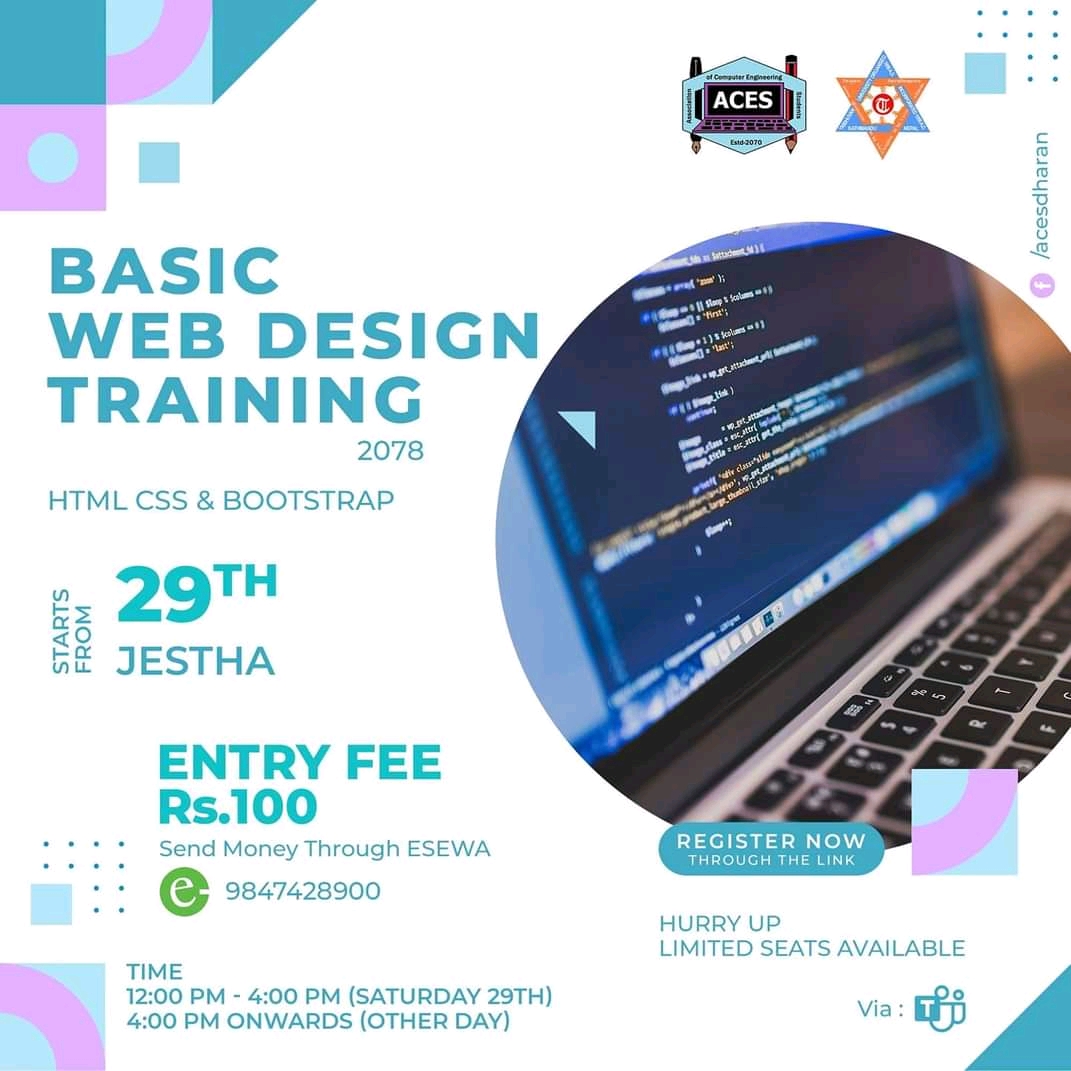 of Computer Engineering
Association
ACES
Students
Estd-2070
/acesdharan
BASIC
WEB DESIGN
TRAINING
2078
HTML CSS & BOOTSTRAP
STARTS
FROM
29TH
JESTHA
ENTRY FEE
Rs.100
Send Money Through ESEWA
9847428900
REGISTER NOW
THROUGH THE LINK
HURRY UP
LIMITED SEATS AVAILABLE
TIME
12:00 PM - 4:00 PM (SATURDAY 29TH)
4:00 PM ONWARDS (OTHER DAY)
Via :